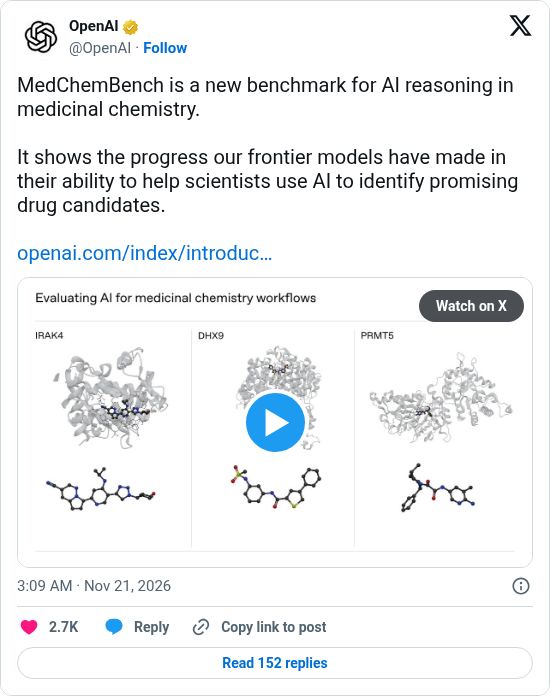 OpenAI
@OpenAI · Follow
MedChemBench is a new benchmark for AI reasoning in
medicinal chemistry.
It shows the progress our frontier models have made in
their ability to help scientists use AI to identify promising
drug candidates.
openai.com/index/introduc…
Evaluating AI for medicinal chemistry workflows
Watch on X
IRAK4
DHX9
PRMT5
3:09 AM · Nov 21, 2026
2.7K
Reply
Copy link to post
Read 152 replies